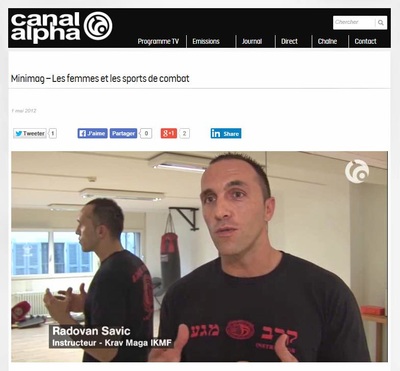 canal
alpha
Chercher
Programme TV Emissions Journal Direct Chaîne Contact
Minimag – Les femmes et les sports de combat
1 mai 2012
Tweeter 1 J'aime Partager 0 +1 2 in Share
קרב מגע
Radovan Savic
Instructeur - Krav Maga IKMF